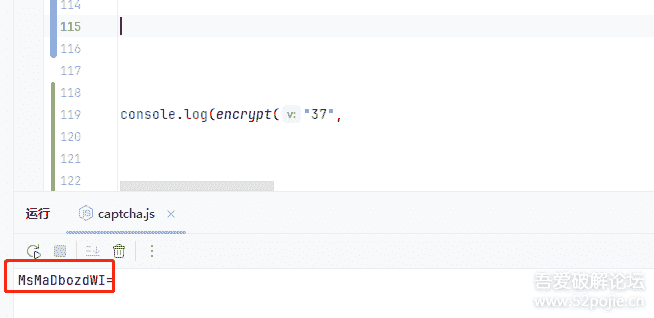 114
115
116
117
118
119 console.log(encrypt( v: "37",
120
121
122
运行 captcha.js ×
MsMaDbozdWI=
吾爱破解论坛
www.52pojie.cn